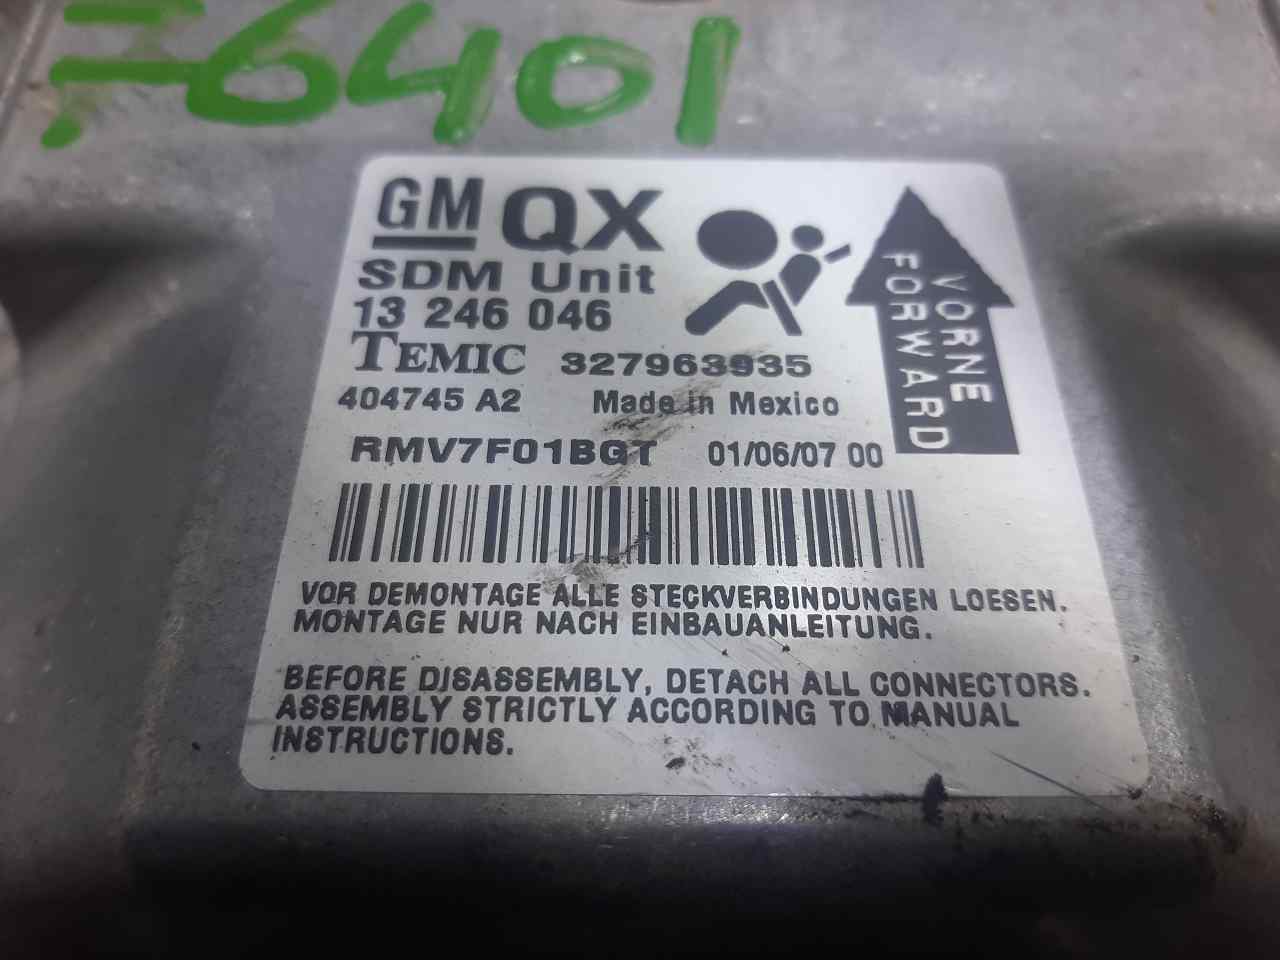 76401
GM QX
SDM Unit
13 246 046
TEMIC 327963935
404745 A2 Made in Mexico
RMV7F01BGT 01/06/07 00
VORNE
FORWARD
VOR DEMONTAGE ALLE STECKVERBINDUNGEN LOESEN.
MONTAGE NUR NACH EINBAUANLEITUNG.
BEFORE DISASSEMBLY, DETACH ALL CONNECTORS.
ASSEMBLY STRICTLY ACCORDING TO MANUAL
INSTRUCTIONS.